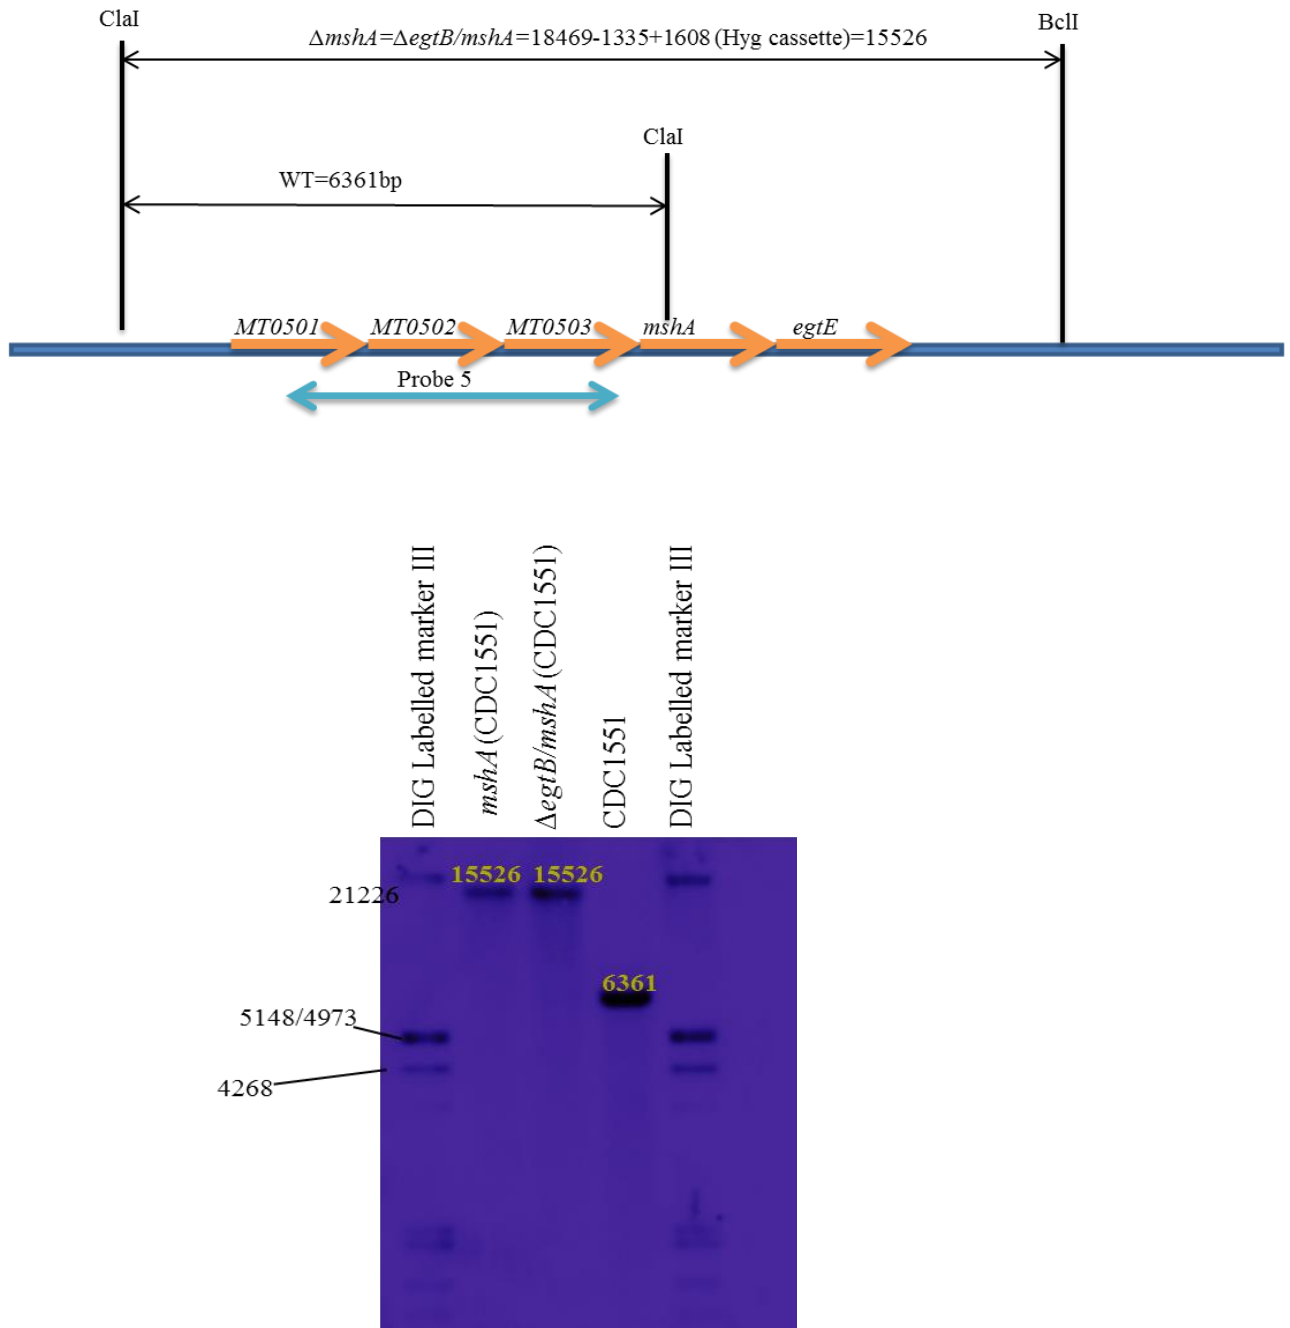 ClaI
BclI
ΔmshA=ΔegtB/mshA=18469-1335+1608 (Hyg cassette)=15526
ClaI
WT=6361bp
MT0501 MT0502 MT0503 mshA egtE
Probe 5
DIG Labelled marker III
mshA (CDC1551)
ΔegtB/mshA (CDC1551)
CDC1551
DIG Labelled marker III
15526 15526
21226
6361
5148/4973
4268